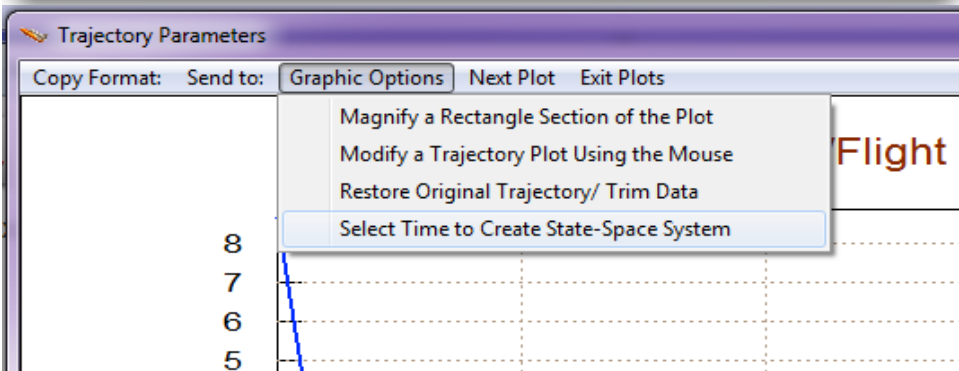 Trajectory Parameters
Copy Format: Send to: Graphic Options Next Plot Exit Plots
Magnify a Rectangle Section of the Plot
Modify a Trajectory Plot Using the Mouse
Restore Original Trajectory/ Trim Data
Select Time to Create State-Space System
/Flight
8
7
6
5